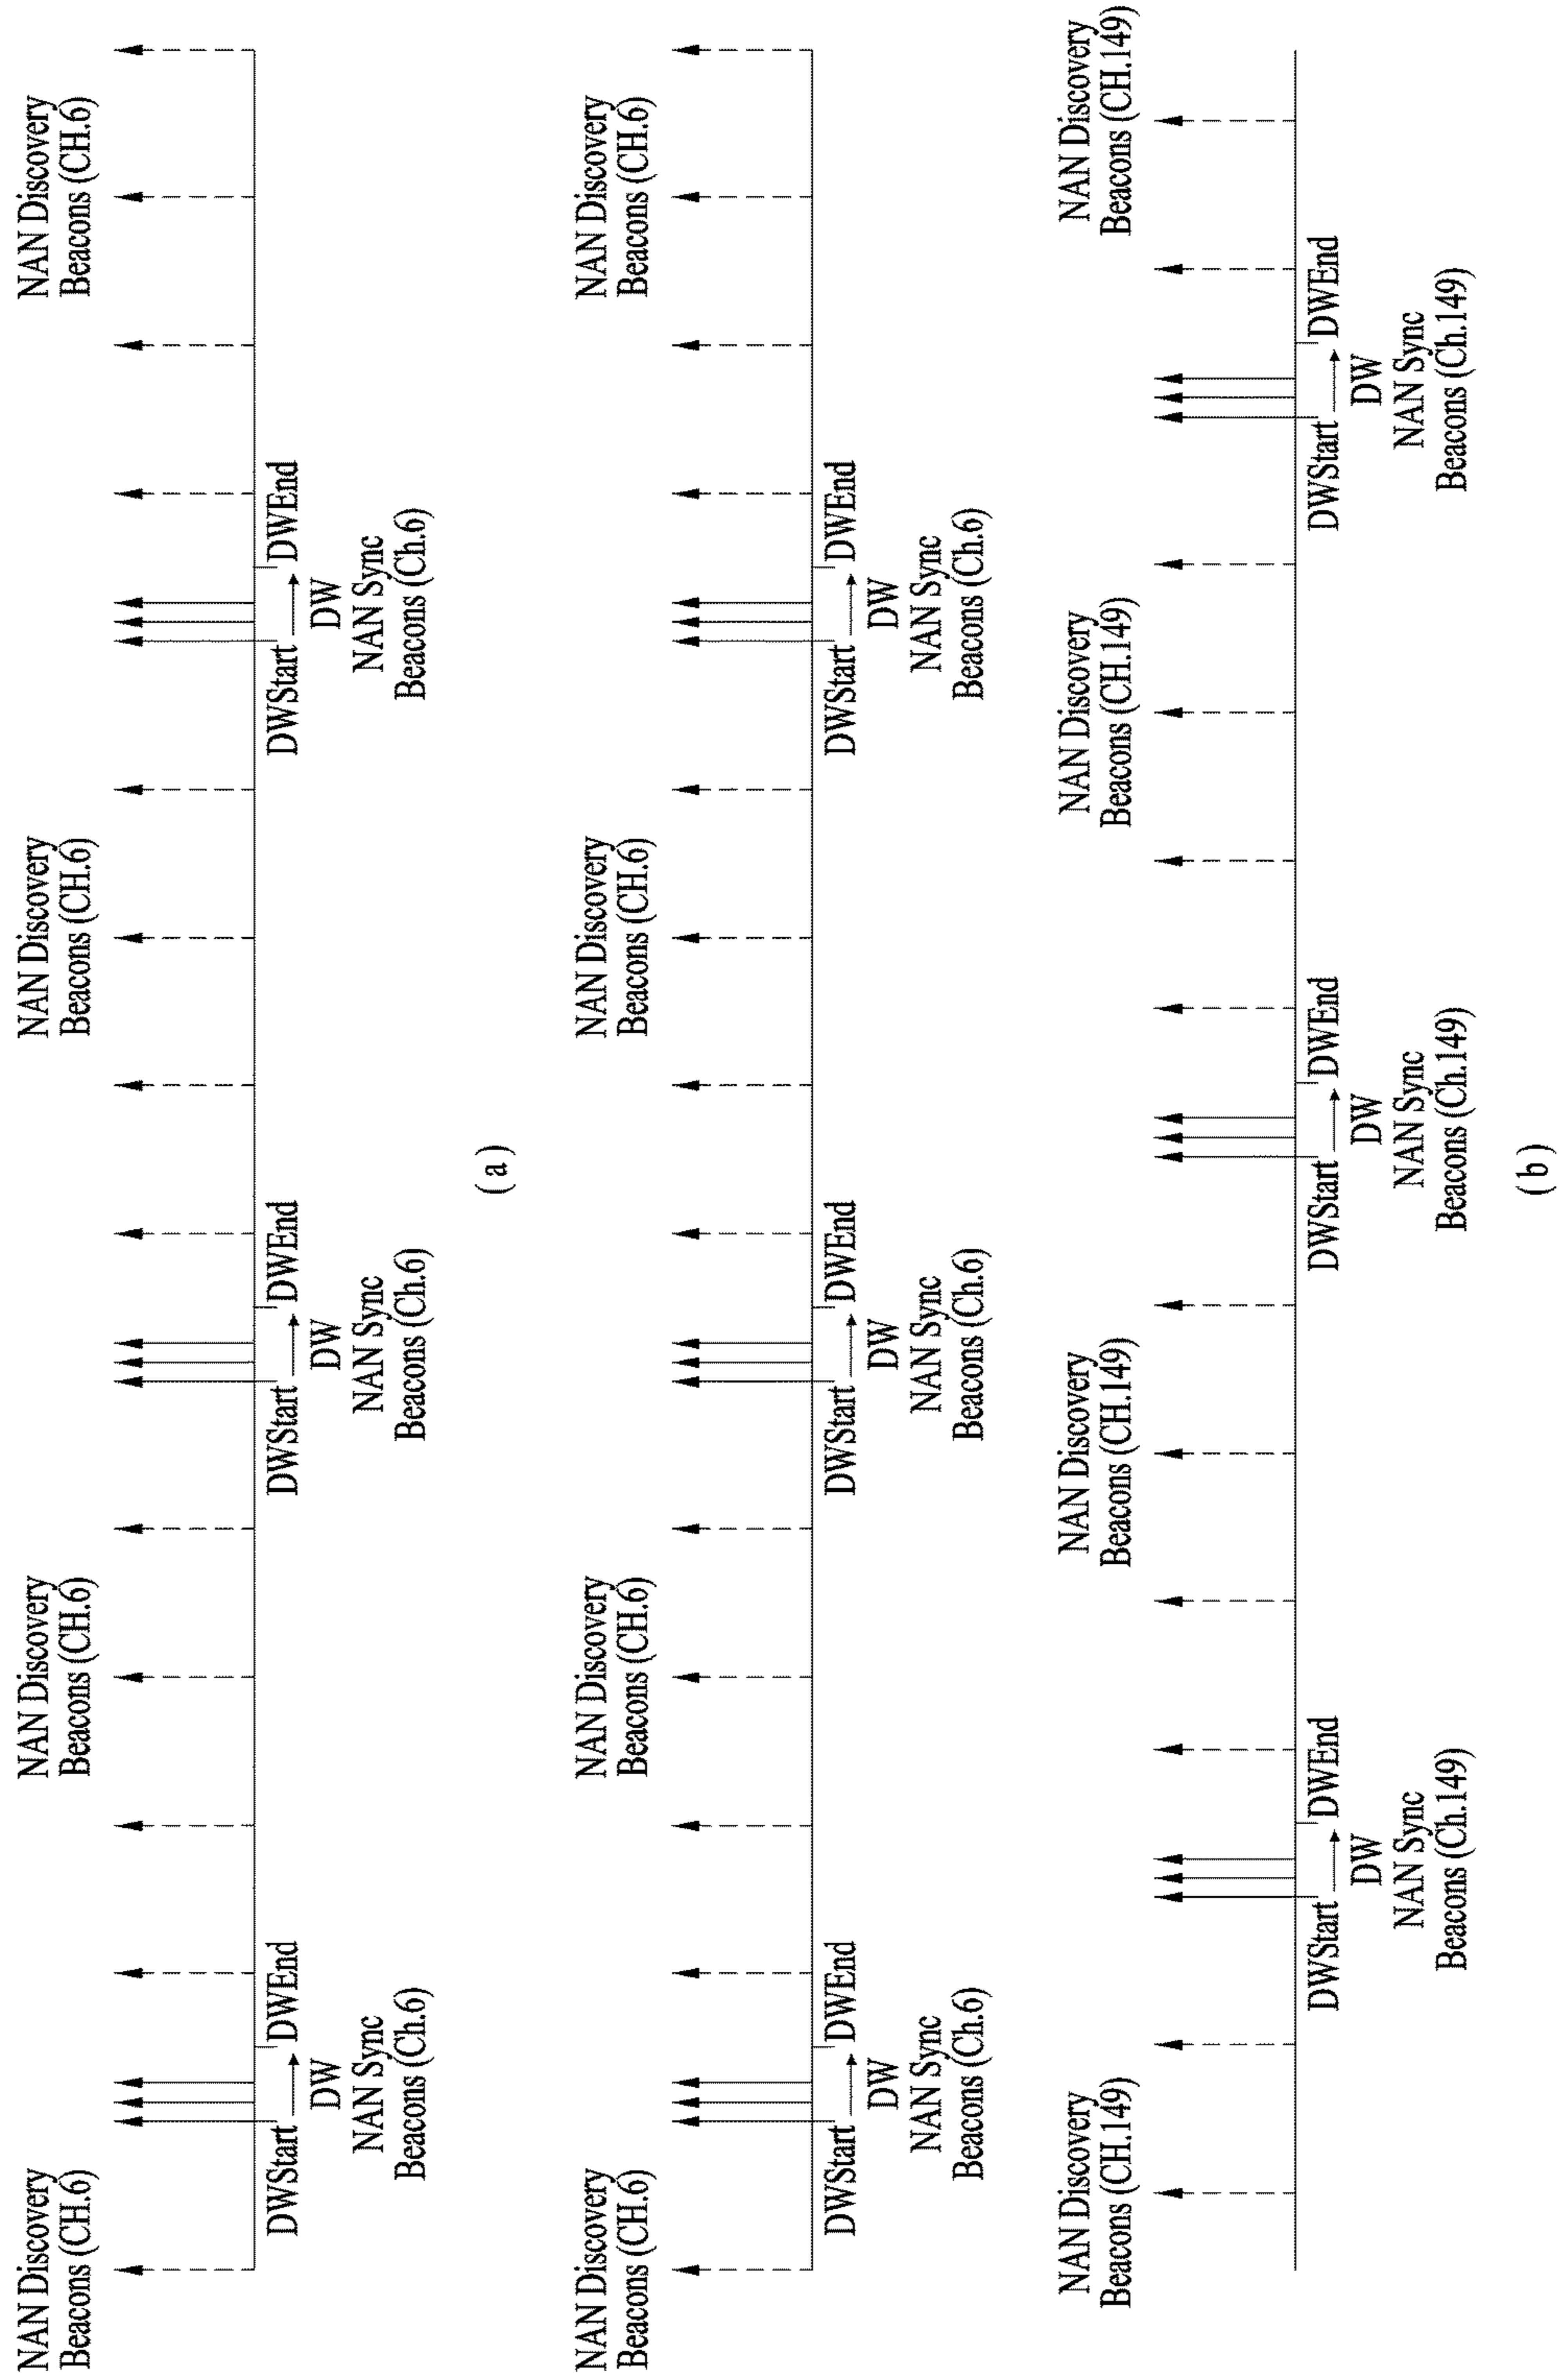 NAN Discovery
Beacons (CH.6)
NAN Discovery
Beacons (CH.6)
NAN Discovery
Beacons (CH.6)
NAN Discovery
Beacons (CH.6)
DWStart DWEnd
DW
NAN Sync
Beacons (Ch.6)
DWStart DWEnd
DW
NAN Sync
Beacons (Ch.6)
DWStart DWEnd
DW
NAN Sync
Beacons (Ch.6)
( a )
NAN Discovery
Beacons (CH.6)
NAN Discovery
Beacons (CH.6)
NAN Discovery
Beacons (CH.6)
NAN Discovery
Beacons (CH.6)
DWStart DWEnd
DW
NAN Sync
Beacons (Ch.6)
DWStart DWEnd
DW
NAN Sync
Beacons (Ch.6)
DWStart DWEnd
DW
NAN Sync
Beacons (Ch.6)
NAN Discovery
Beacons (CH.149)
NAN Discovery
Beacons (CH.149)
NAN Discovery
Beacons (CH.149)
NAN Discovery
Beacons (CH.149)
DWStart DWEnd
DW
NAN Sync
Beacons (Ch.149)
DWStart DWEnd
DW
NAN Sync
Beacons (Ch.149)
DWStart DWEnd
DW
NAN Sync
Beacons (Ch.149)
( b )